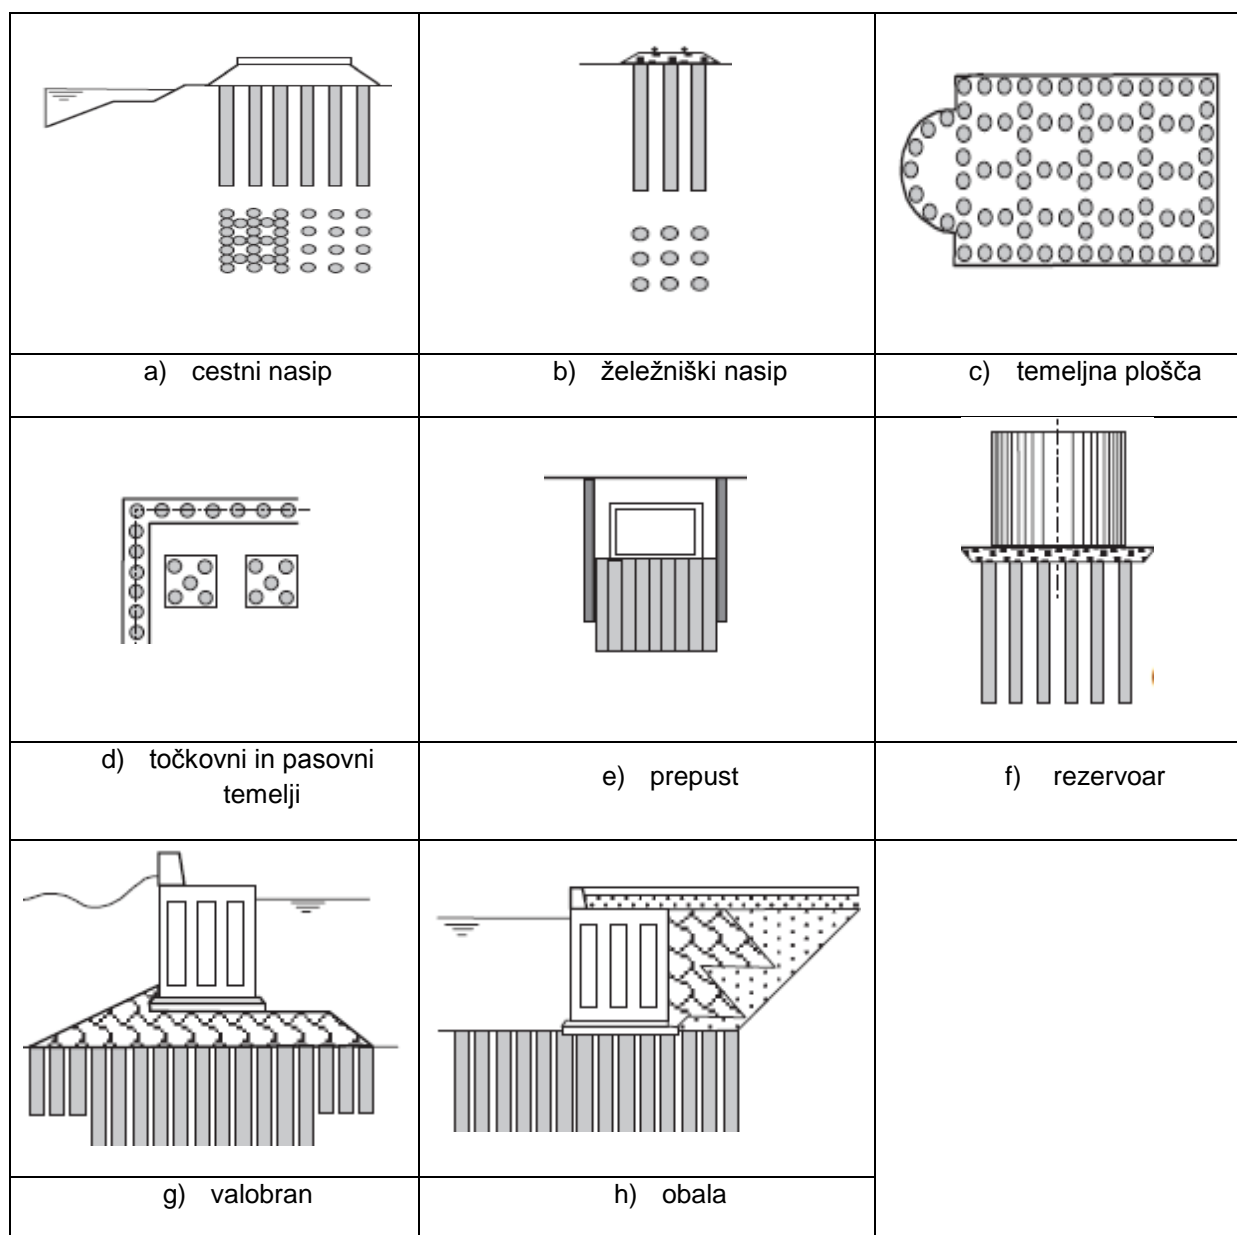 a) cestni nasip
b) železniški nasip
c) temeljna plošča
d) točkovni in pasovni
temelji
e) prepust
f) rezervoar
g) valobran
h) obala